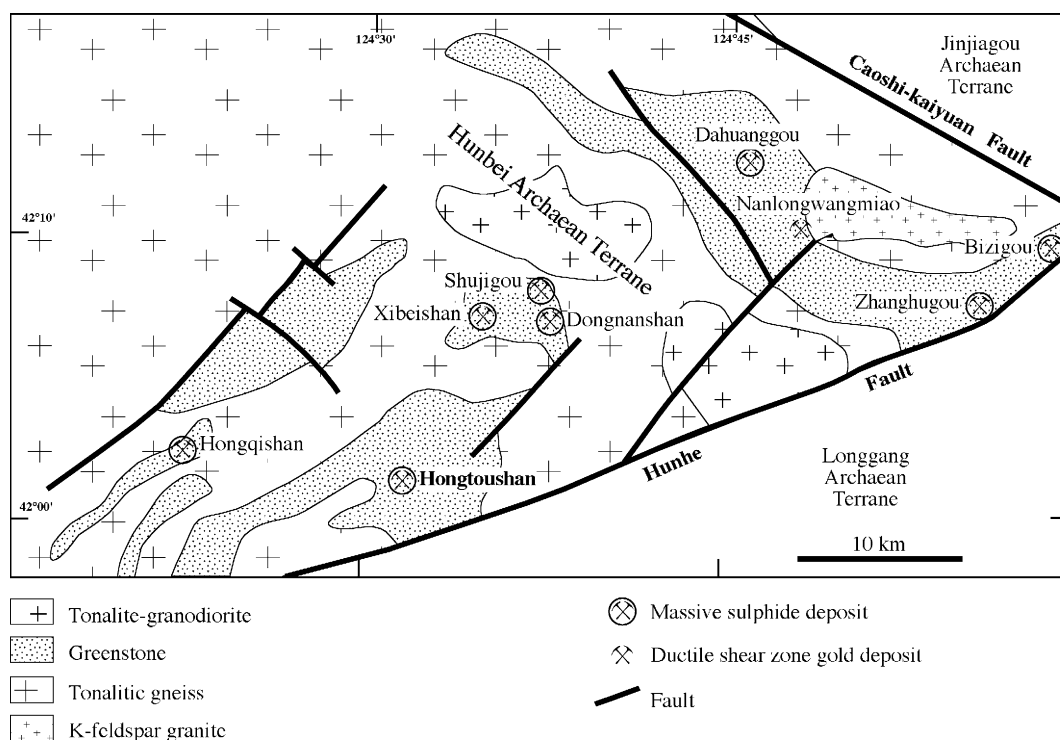 124°30'
124°45'
Jinjiagou
Archaean
Terrane
Caoshi-kaiyuan Fault
Dahuanggou
Hunbei Archaean Terrane
Nanlongwangmiao
42°10'
Bizigou
Shujigou
Zhanghugou
Xibeishan
Dongnanshan
Hunhe Fault
Hongqishan
Hongtoushan
Longgang
Archaean
Terrane
42°00'
10 km
Tonalite-granodiorite
Greenstone
Tonalitic gneiss
K-feldspar granite
Massive sulphide deposit
Ductile shear zone gold deposit
Fault